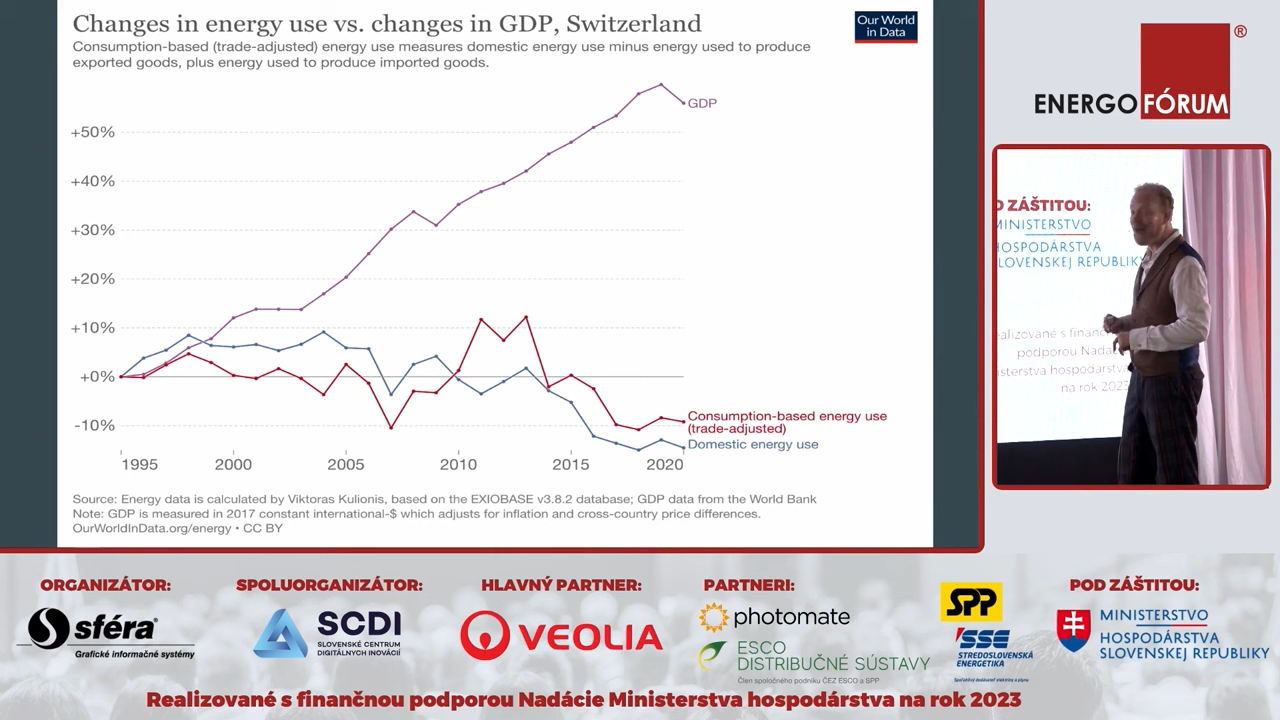 Changes in energy use vs. changes in GDP, Switzerland
Consumption-based (trade-adjusted) energy use measures domestic energy use minus energy used to produce
exported goods, plus energy used to produce imported goods.
Our World
in Data
GDP
+50%
+40%
+30%
+20%
+10%
+0%
-10%
Consumption-based energy use
(trade-adjusted)
Domestic energy use
1995
2000
2005
2010
2015
2020
Source: Energy data is calculated by Viktoras Kulionis, based on the EXIOBASE v3.8.2 database; GDP data from the World Bank
Note: GDP is measured in 2017 constant international-$ which adjusts for inflation and cross-country price differences.
OurWorldInData.org/energy • CC BY
ENERGOFÓRUM®
D ZÁŠTITOU:
MINISTERSTVO
HOSPODÁRSTVA
SLOVENSKEJ REPUBLIKY
podporou
na rok 2023
ORGANIZÁTOR:
sféra®
Grafické informačné systémy
SPOLUORGANIZÁTOR:
SCDI
SLOVENSKÉ CENTRUM
DIGITÁLNYCH INOVÁCIÍ
HLAVNÝ PARTNER:
VEOLIA
PARTNERI:
photomate
ESCO
DISTRIBUČNÉ SÚSTAVY
Člen spoločného podniku ČEZ ESCO a SPP
SPP
SSE
STREDOSLOVENSKÁ
ENERGETIKA
Spoľahlivý dodávateľ elektriny a plynu
POD ZÁŠTITOU:
MINISTERSTVO
HOSPODÁRSTVA
SLOVENSKEJ REPUBLIKY
Realizované s finančnou podporou Nadácie Ministerstva hospodárstva na rok 2023